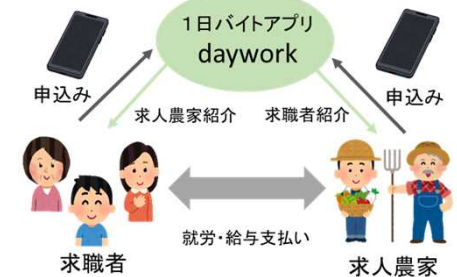 1日バイトアプリ
daywork
申込み
申込み
求人農家紹介
求職者紹介
就労・給与支払い
求職者
求人農家